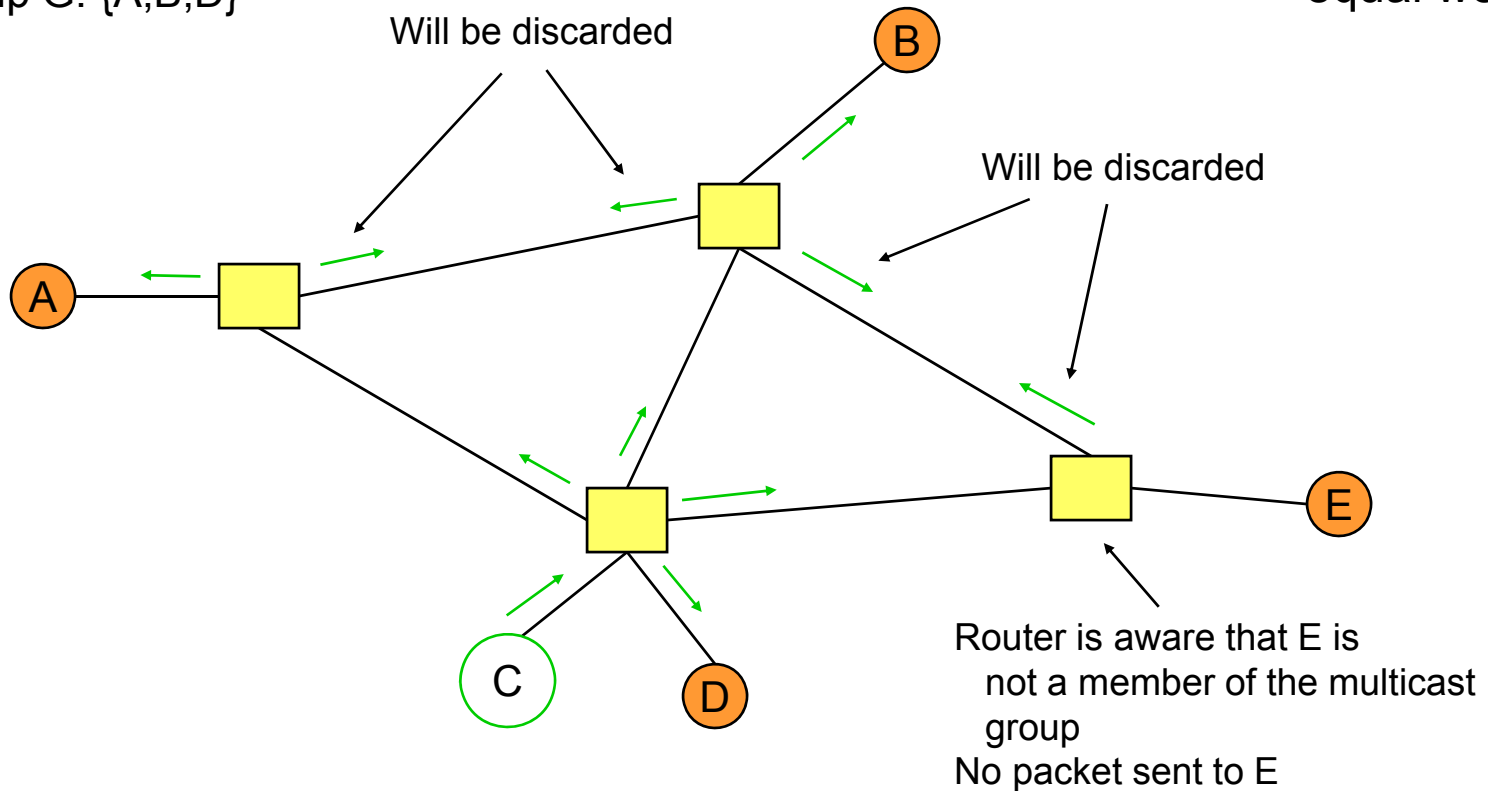 G: {A,B,D}
Will be discarded
B
Will be discarded
A
E
C
D
Router is aware that E is
not a member of the multicast
group
No packet sent to E